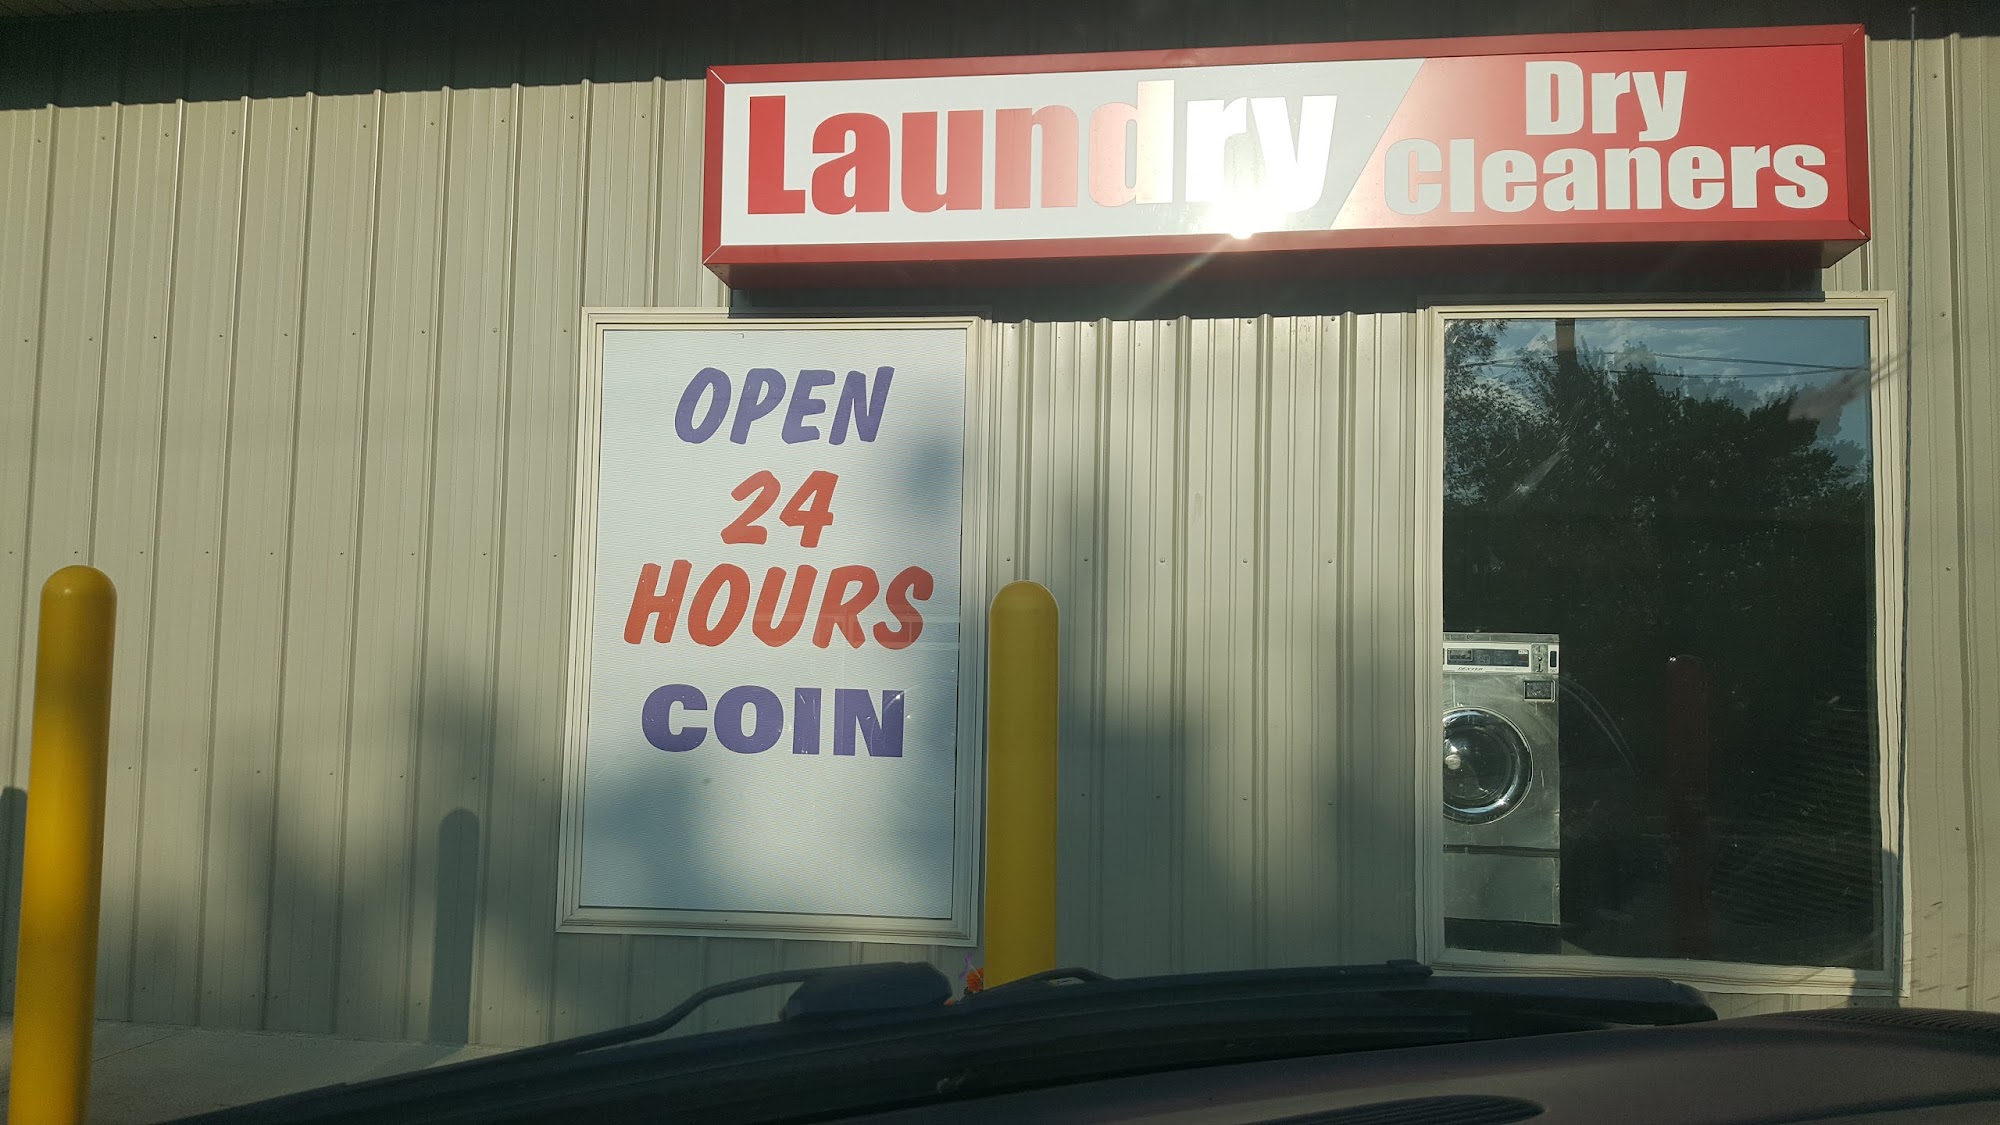 Laundry
Dry
Cleaners
OPEN
24
HOURS
COIN